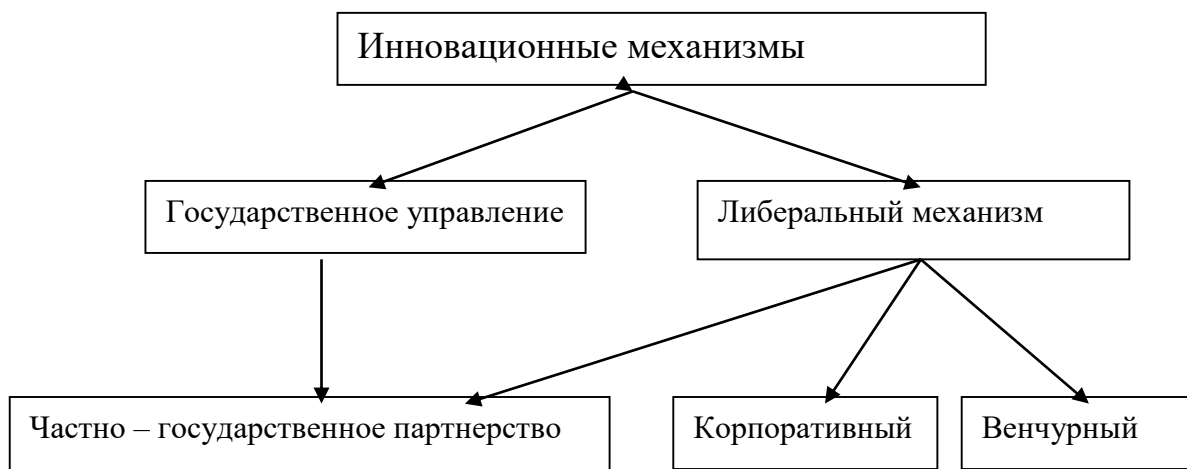 Инновационные механизмы
Государственное управление
Либеральный механизм
Частно – государственное партнерство
Корпоративный
Венчурный